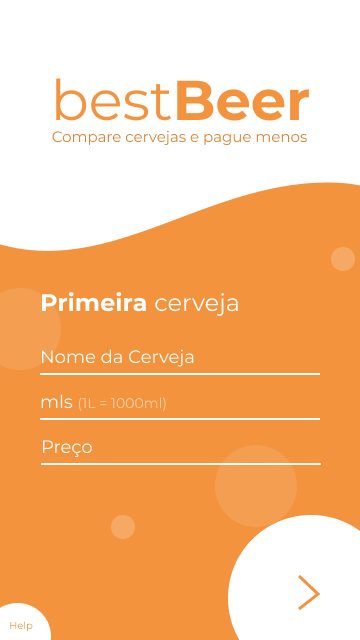 bestBeer
Compare cervejas e pague menos
Primeira cerveja
Nome da Cerveja
mls (1L = 1000ml)
Preço
Help